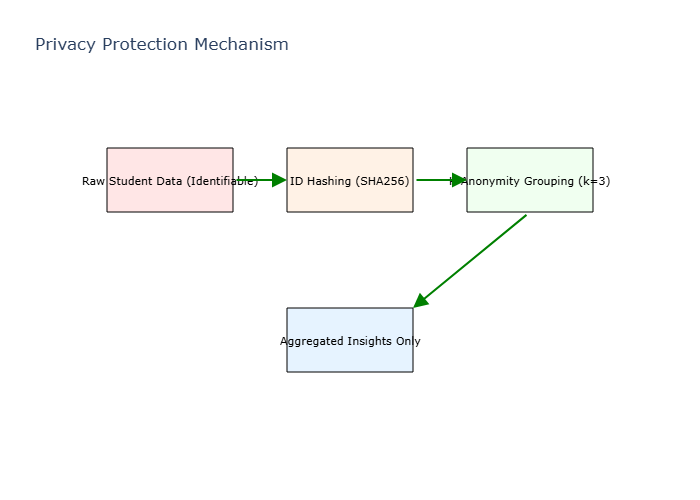 Privacy Protection Mechanism
Raw Student Data (Identifiable)
ID Hashing (SHA256)
Anonymity Grouping (k=3)
Aggregated Insights Only